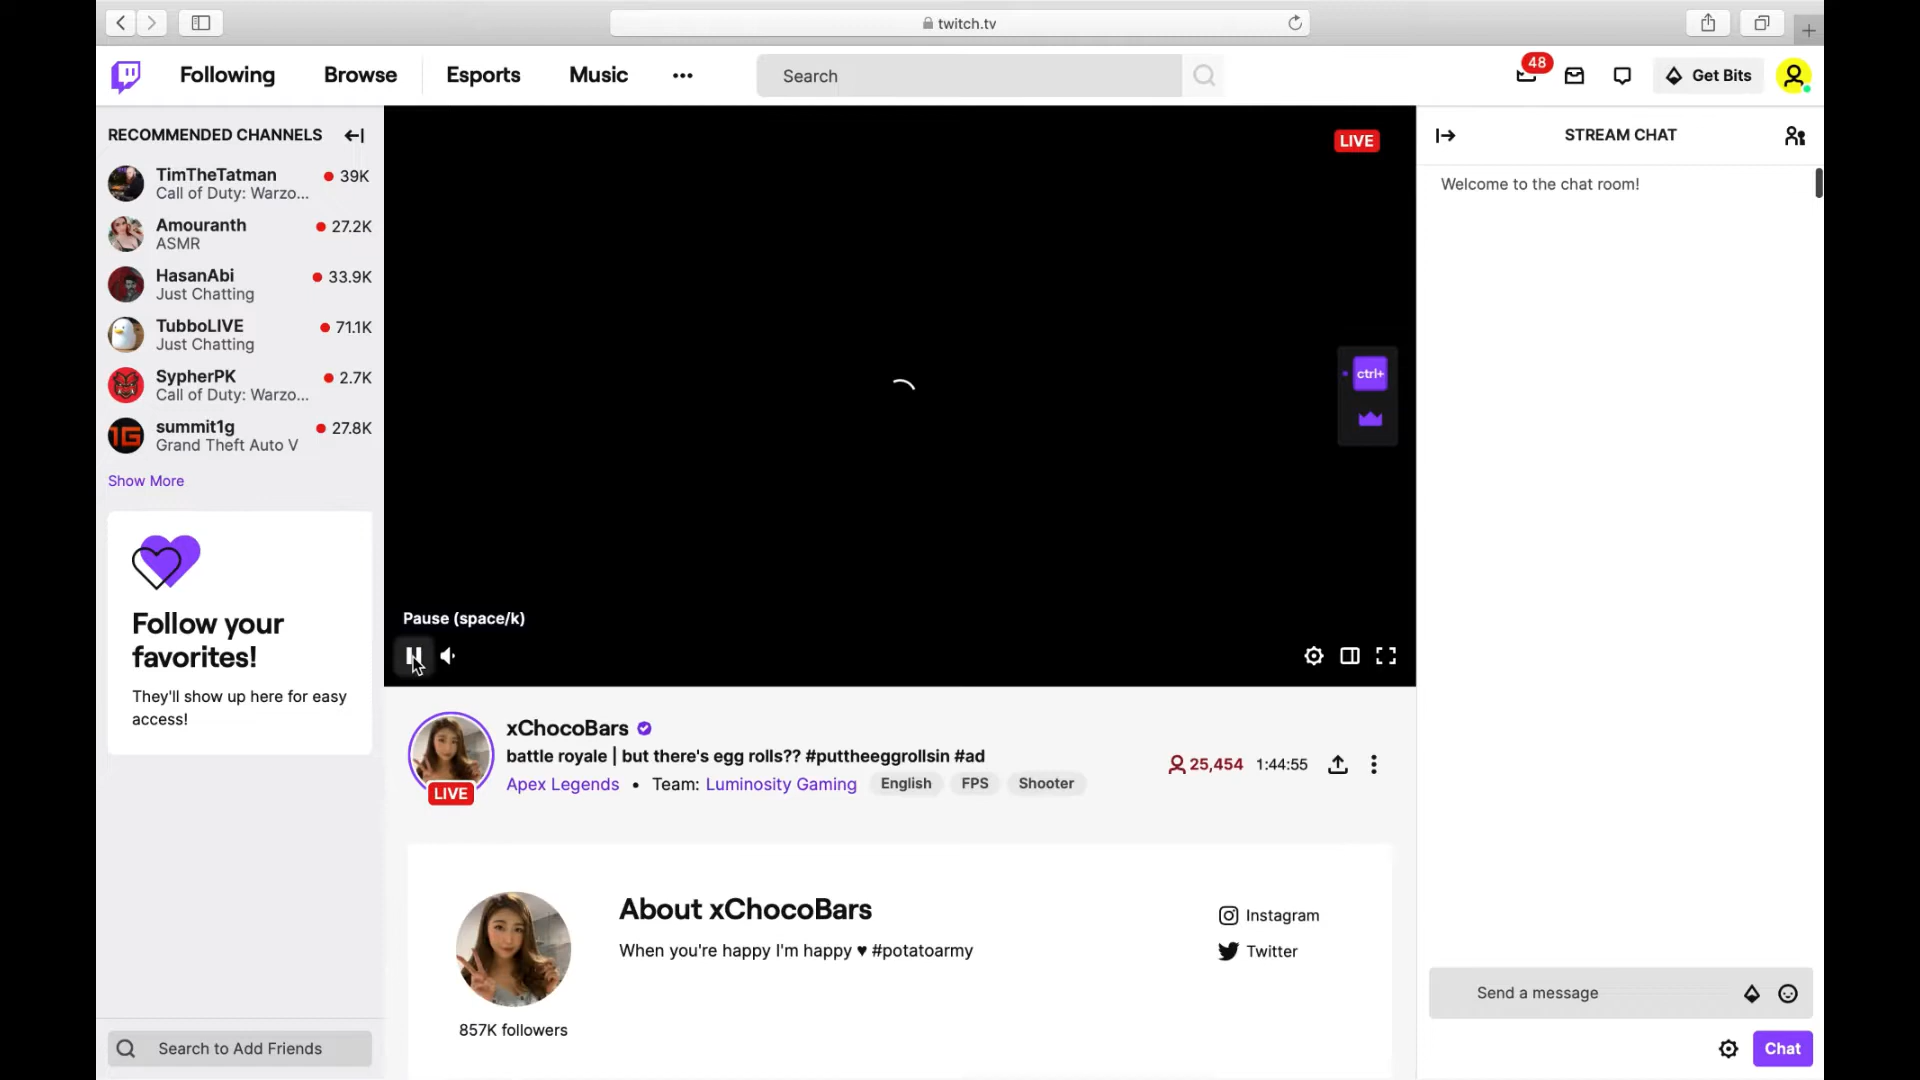 twitch.tv
Following
Browse
Esports
Music
Search
48
Get Bits
RECOMMENDED CHANNELS
TimTheTatman
39K
Call of Duty: Warzo...
Amouranth
27.2K
ASMR
HasanAbi
33.9K
Just Chatting
TubboLIVE
71.1K
Just Chatting
SypherPK
2.7K
Call of Duty: Warzo...
summit1g
27.8K
Grand Theft Auto V
1G
Show More
Follow your
favorites!
They'll show up here for easy
access!
Search to Add Friends
LIVE
ctrl+
Pause (space/k)
xChocoBars
battle royale | but there's egg rolls?? #puttheeggrollsin #ad
Apex Legends • Team: Luminosity Gaming English FPS Shooter
LIVE
25,454 1:44:55
About xChocoBars
When you're happy I'm happy ♥ #potatoarmy
857K followers
Instagram
Twitter
STREAM CHAT
Welcome to the chat room!
Send a message
Chat